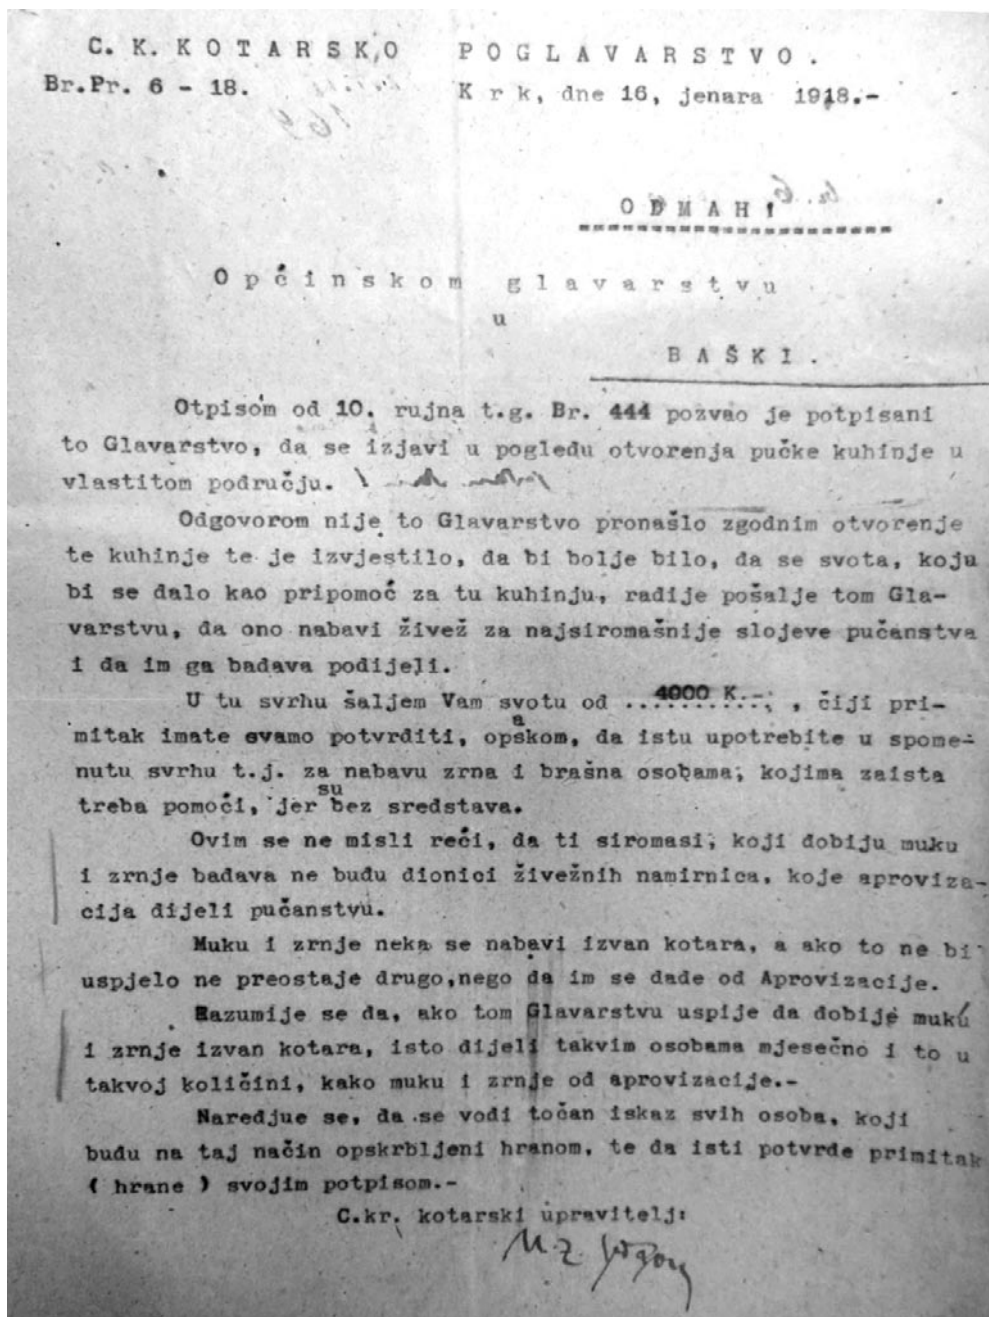 C. K. K O T A R S K O P O G L A V A R S T V O .
Br.Pr. 6 - 18. K r k, dne 16, jenara 1918.-
169
br. 6
O D M A H !
O p ć i n s k o m g l a v a r s t v u
u
B A Š K I .
Otpisom od 10. rujna t.g. Br. 444 pozvao je potpisani
to Glavarstvo, da se izjavi u pogledu otvorenja pučke kuhinje u
vlastitom području.
Odgovorom nije to Glavarstvo pronašlo zgodnim otvorenje
te kuhinje te je izvjestilo, da bi bolje bilo, da se svota, koju
bi se dalo kao pripomoć za tu kuhinju, radije pošalje tom Gla-
varstvu, da ono nabavi živež za najsiromašnije slojeve pučanstva
i da im ga badava podijeli.
U tu svrhu šaljem Vam svotu od ....4000 K.-; , čiji pri-
mitak imate ovamo potvrditi, opaskom, da istu upotrebite u spome-
nutu svrhu t.j. za nabavu zrna i brašna osobama, kojima zaista
treba pomoći, jer su bez sredstava.
Ovim se ne misli reći, da ti siromasi, koji dobiju muku
i zrnje badava ne budu dionici živežnih namirnica, koje aproviza-
cija dijeli pučanstvu.
Muku i zrnje neka se nabavi izvan kotara, a ako to ne bi
uspjelo ne preostaje drugo,nego da im se dade od Aprovizacije.
Razumije se da, ako tom Glavarstvu uspije da dobije muku
i zrnje izvan kotara, isto dijeli takvim osobama mjesečno i to u
takvoj količini, kako muku i zrnje od aprovizacije.-
Naredjue se, da se vodi točan iskaz svih osoba, koji
budu na taj način opskrbljeni hranom, te da isti potvrde primitak
( hrane ) svojim potpisom.-
C.kr. kotarski upravitelj: